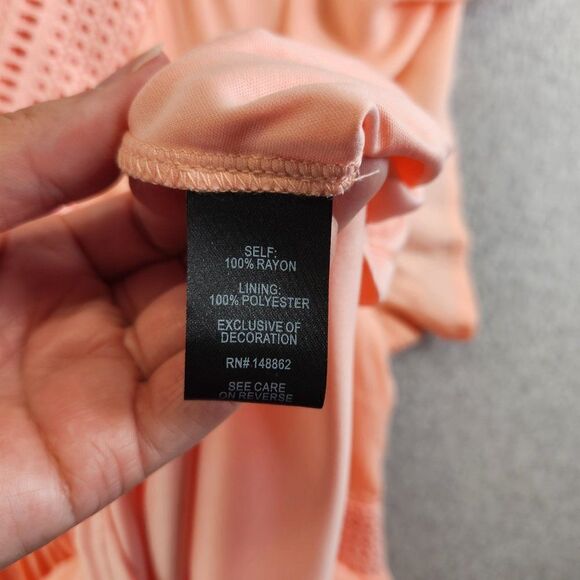 SELF:
100% RAYON
LINING:
100% POLYESTER
EXCLUSIVE OF
DECORATION
RN# 148862
SEE CARE
ON REVERSE